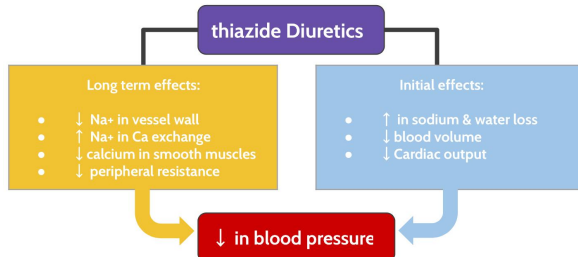 thiazide Diuretics
Long term effects:
● ↓ Na+ in vessel wall
● ↑ Na+ in Ca exchange
● ↓ calcium in smooth muscles
● ↓ peripheral resistance
Initial effects:
● ↑ in sodium & water loss
● ↓ blood volume
● ↓ Cardiac output
↓ in blood pressure